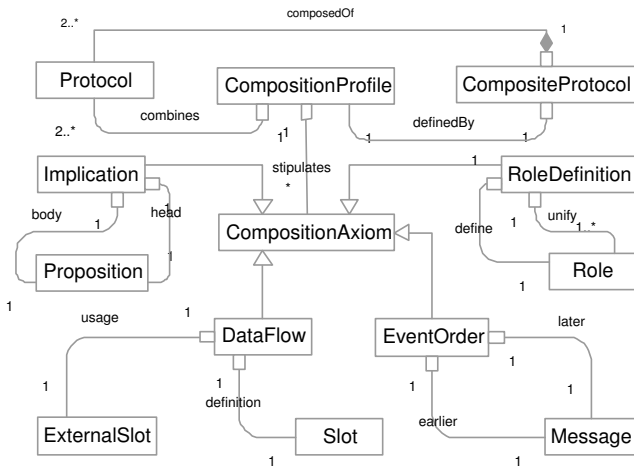 composedOf
2..*
1
Protocol
CompositionProfile
CompositeProtocol
combines
definedBy
2..*
1
1
1
1
stipulates
*
1
Implication
RoleDefinition
body
head
1
1
1
unify
1..*
define
CompositionAxiom
1
Proposition
Role
1
1
usage
1
later
DataFlow
EventOrder
1
1
1
1
1
definition
earlier
ExternalSlot
Slot
Message
1
1